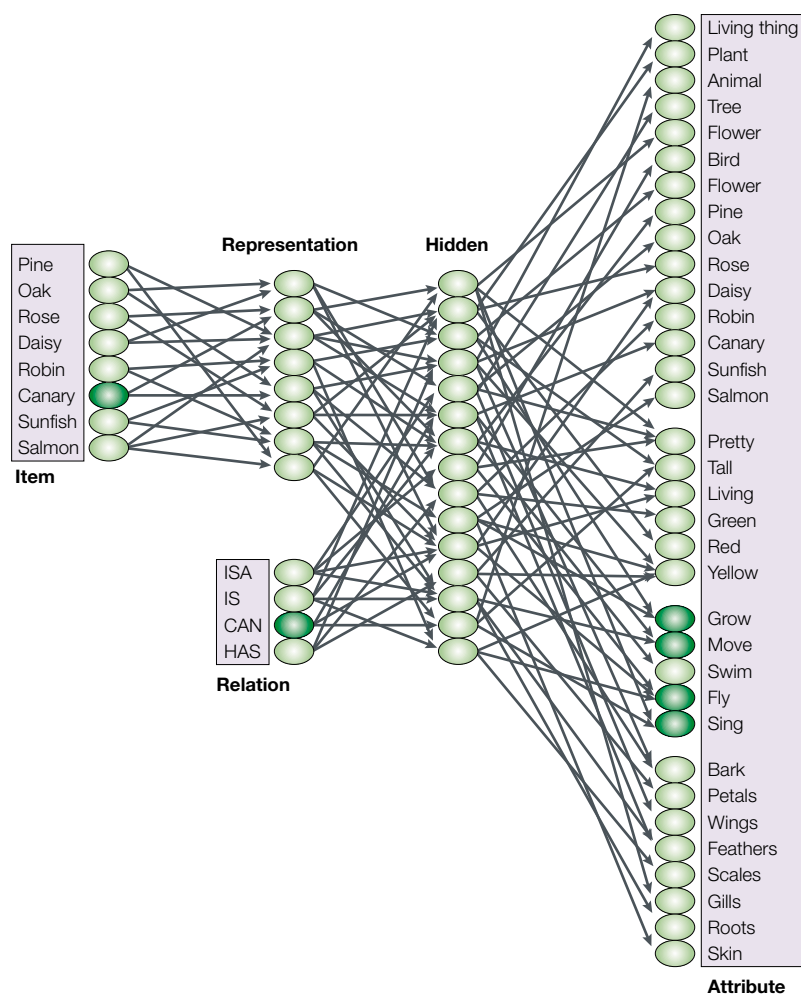 Living thing
Plant
Animal
Tree
Flower
Bird
Flower
Pine
Oak
Rose
Daisy
Robin
Canary
Sunfish
Salmon
Pretty
Tall
Living
Green
Red
Yellow
Grow
Move
Swim
Fly
Sing
Bark
Petals
Wings
Feathers
Scales
Gills
Roots
Skin
Attribute
Representation
Hidden
Pine
Oak
Rose
Daisy
Robin
Canary
Sunfish
Salmon
Item
ISA
IS
CAN
HAS
Relation